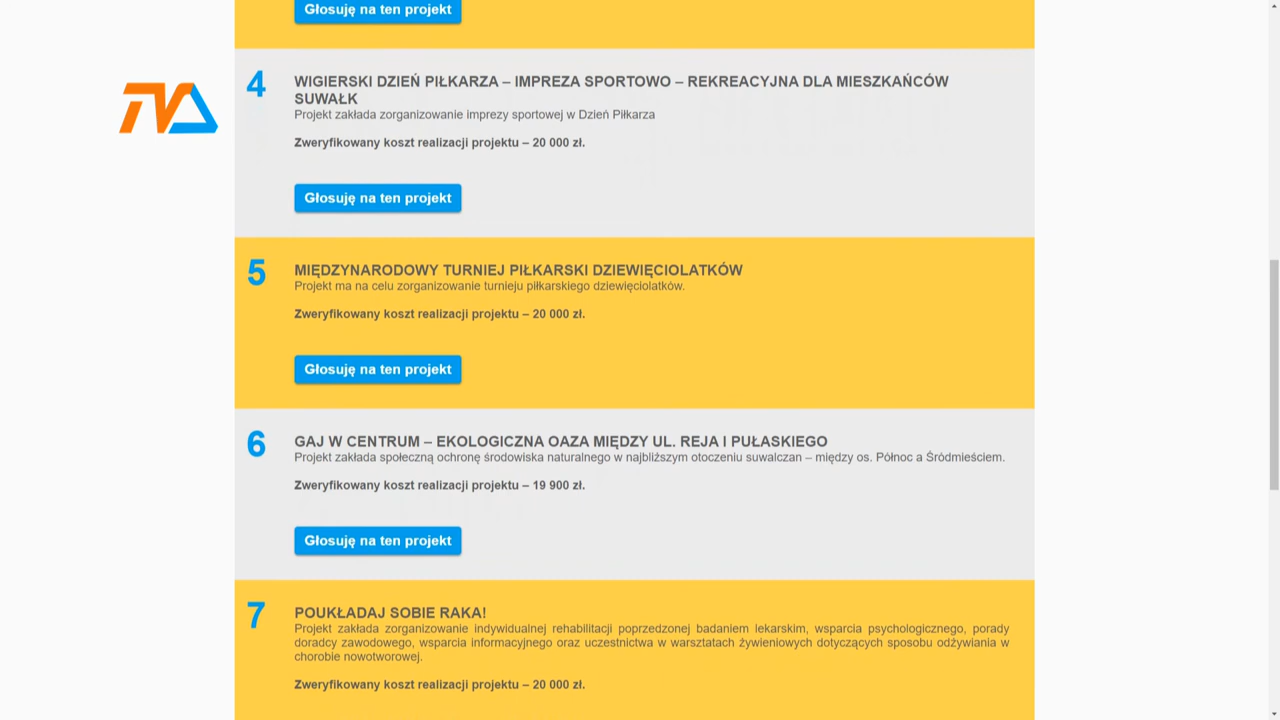 Głosuję na ten projekt
4
WIGIERSKI DZIEŃ PIŁKARZA – IMPREZA SPORTOWO – REKREACYJNA DLA MIESZKAŃCÓW
SUWAŁK
Projekt zakłada zorganizowanie imprezy sportowej w Dzień Piłkarza
Zweryfikowany koszt realizacji projektu – 20 000 zł.
Głosuję na ten projekt
5
MIĘDZYNARODOWY TURNIEJ PIŁKARSKI DZIEWIĘCIOLATKÓW
Projekt ma na celu zorganizowanie turnieju piłkarskiego dziewięciolatków.
Zweryfikowany koszt realizacji projektu – 20 000 zł.
Głosuję na ten projekt
6
GAJ W CENTRUM – EKOLOGICZNA OAZA MIĘDZY UL. REJA I PUŁASKIEGO
Projekt zakłada społeczną ochronę środowiska naturalnego w najbliższym otoczeniu suwalczan – między os. Północ a Śródmieściem.
Zweryfikowany koszt realizacji projektu – 19 900 zł.
Głosuję na ten projekt
7
POUKŁADAJ SOBIE RAKA!
Projekt zakłada zorganizowanie indywidualnej rehabilitacji poprzedzonej badaniem lekarskim, wsparcia psychologicznego, porady
doradcy zawodowego, wsparcia informacyjnego oraz uczestnictwa w warsztatach żywieniowych dotyczących sposobu odżywiania w
chorobie nowotworowej.
Zweryfikowany koszt realizacji projektu – 20 000 zł.